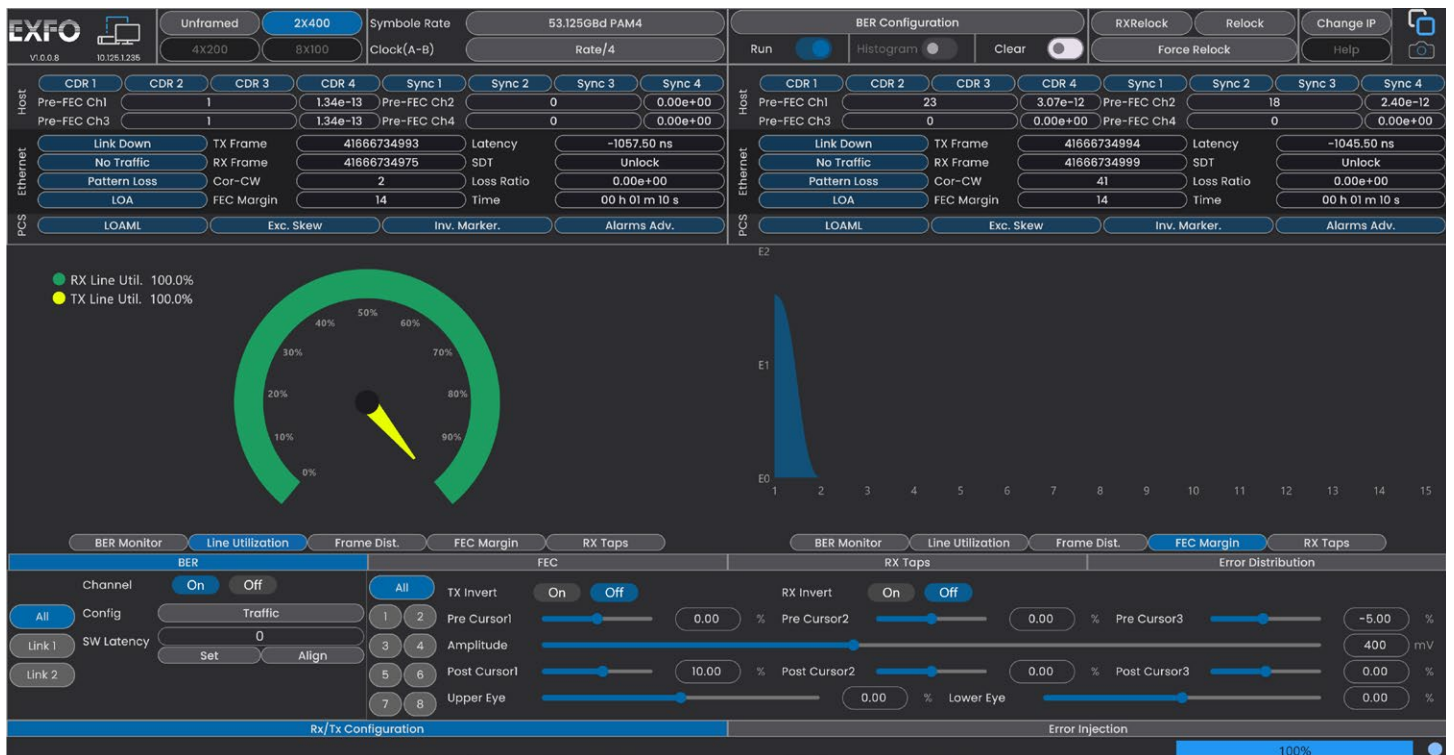 EXFO
V1.0.0.8 10.125.1.235
Unframed 2X400 Symbole Rate 53.125GBd PAM4 BER Configuration RXRelock Relock Change IP
4X200 8X100 Clock(A-B) Rate/4 Run Histogram Clear Force Relock Help
Host
CDR 1 CDR 2 CDR 3 CDR 4 Sync 1 Sync 2 Sync 3 Sync 4
Pre-FEC Ch1 1 1.34e-13 Pre-FEC Ch2 0 0.00e+00
Pre-FEC Ch3 1 1.34e-13 Pre-FEC Ch4 0 0.00e+00
Ethernet
Link Down TX Frame 41666734993 Latency -1057.50 ns
No Traffic RX Frame 41666734975 SDT Unlock
Pattern Loss Cor-CW 2 Loss Ratio 0.00e+00
LOA FEC Margin 14 Time 00 h 01 m 10 s
PCS
LOAML Exc. Skew Inv. Marker. Alarms Adv.
Host
CDR 1 CDR 2 CDR 3 CDR 4 Sync 1 Sync 2 Sync 3 Sync 4
Pre-FEC Ch1 23 3.07e-12 Pre-FEC Ch2 18 2.40e-12
Pre-FEC Ch3 0 0.00e+00 Pre-FEC Ch4 0 0.00e+00
Ethernet
Link Down TX Frame 41666734994 Latency -1045.50 ns
No Traffic RX Frame 41666734999 SDT Unlock
Pattern Loss Cor-CW 41 Loss Ratio 0.00e+00
LOA FEC Margin 14 Time 00 h 01 m 10 s
PCS
LOAML Exc. Skew Inv. Marker. Alarms Adv.
RX Line Util. 100.0%
TX Line Util. 100.0%
50%
40% 60%
30% 70%
20% 80%
10% 90%
0%
E2
E1
E0
1 2 3 4 5 6 7 8 9 10 11 12 13 14 15
BER Monitor Line Utilization Frame Dist. FEC Margin RX Taps
BER Monitor Line Utilization Frame Dist. FEC Margin RX Taps
BER FEC RX Taps Error Distribution
Channel On Off
All Config Traffic
Link 1 SW Latency 0
Set Align
Link 2
All TX Invert On Off RX Invert On Off
1 2 Pre Cursor1 0.00 % Pre Cursor2 0.00 % Pre Cursor3 -5.00 %
3 4 Amplitude 400 mV
5 6 Post Cursor1 10.00 % Post Cursor2 0.00 % Post Cursor3 0.00 %
7 8 Upper Eye 0.00 % Lower Eye 0.00 %
Rx/Tx Configuration Error Injection
100%